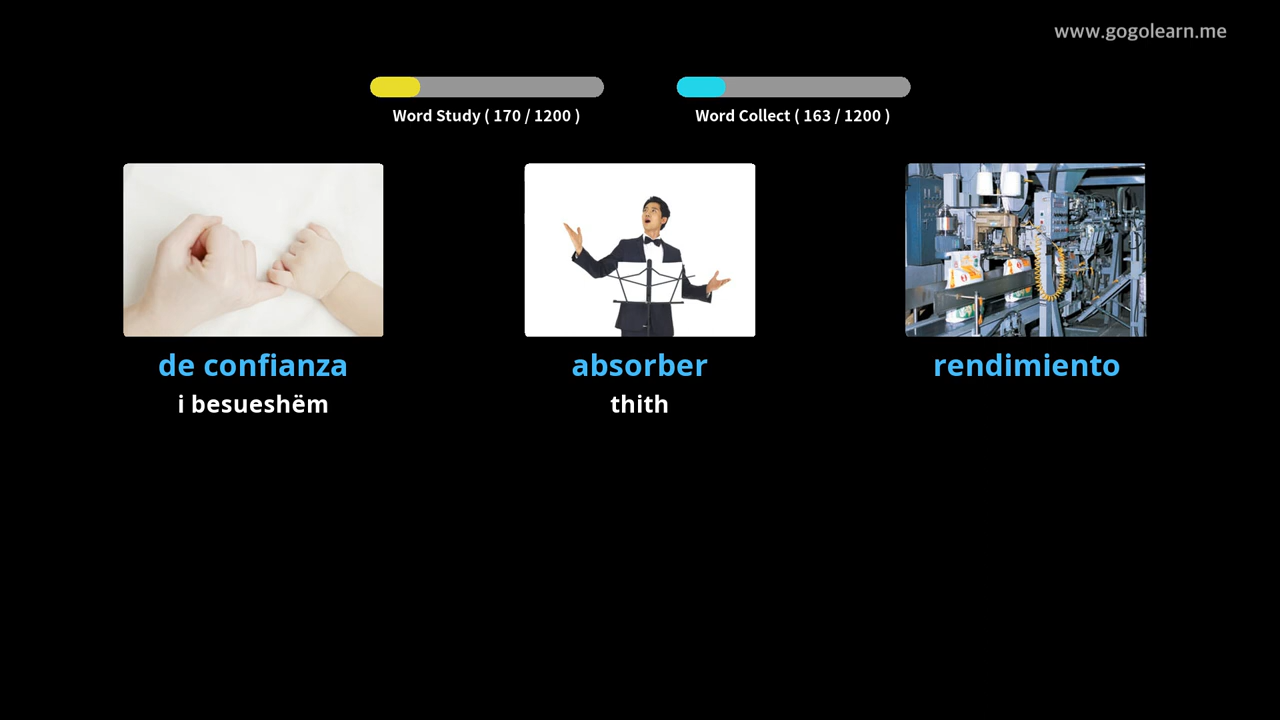 www.gogolearn.me
Word Study ( 170 / 1200 )
Word Collect ( 163 / 1200 )
de confianza
i besueshëm
absorber
thith
rendimiento